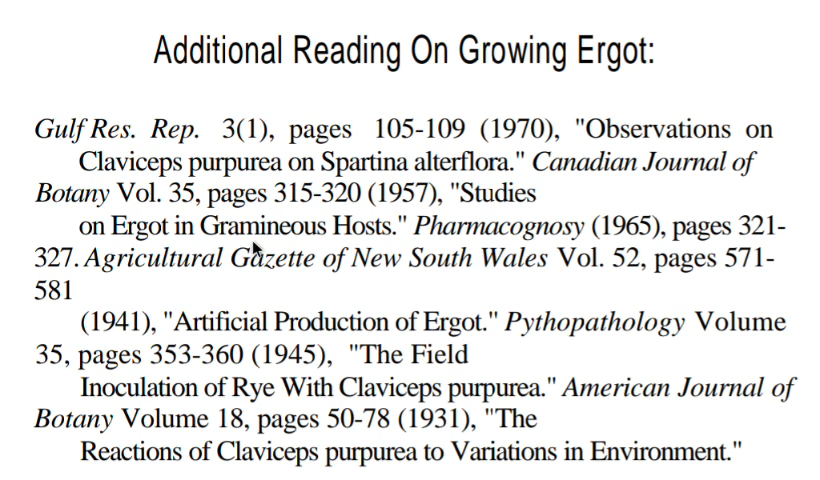 Additional Reading On Growing Ergot:
Gulf Res. Rep. 3(1), pages 105-109 (1970), "Observations on
Claviceps purpurea on Spartina alterflora." Canadian Journal of
Botany Vol. 35, pages 315-320 (1957), "Studies
on Ergot in Gramineous Hosts." Pharmacognosy (1965), pages 321-
327. Agricultural Gazette of New South Wales Vol. 52, pages 571-
581
(1941), "Artificial Production of Ergot." Pythopathology Volume
35, pages 353-360 (1945), "The Field
Inoculation of Rye With Claviceps purpurea." American Journal of
Botany Volume 18, pages 50-78 (1931), "The
Reactions of Claviceps purpurea to Variations in Environment."